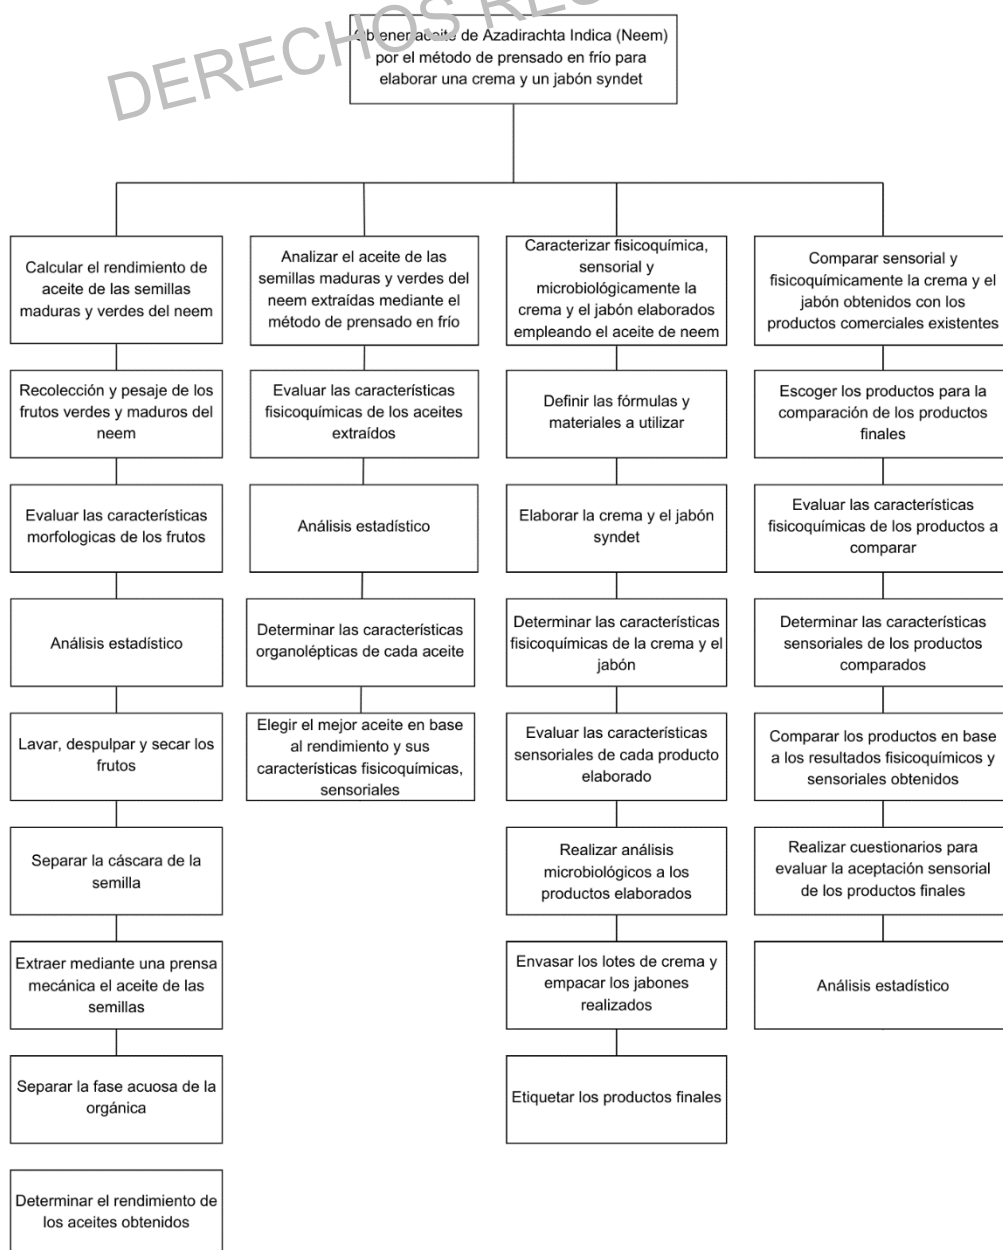 DERECHOS
Obtener aceite de Azadirachta Indica (Neem)
por el método de prensado en frío para
elaborar una crema y un jabón syndet
Calcular el rendimiento de
aceite de las semillas
maduras y verdes del neem
Recolección y pesaje de los
frutos verdes y maduros del
neem
Evaluar las características
morfologicas de los frutos
Análisis estadístico
Lavar, despulpar y secar los
frutos
Separar la cáscara de la
semilla
Extraer mediante una prensa
mecánica el aceite de las
semillas
Separar la fase acuosa de la
orgánica
Determinar el rendimiento de
los aceites obtenidos
Analizar el aceite de las
semillas maduras y verdes del
neem extraídas mediante el
método de prensado en frío
Evaluar las características
fisicoquímicas de los aceites
extraídos
Análisis estadístico
Determinar las características
organolépticas de cada aceite
Elegir el mejor aceite en base
al rendimiento y sus
características fisicoquímicas,
sensoriales
Caracterizar fisicoquímica,
sensorial y
microbiológicamente la
crema y el jabón elaborados
empleando el aceite de neem
Definir las fórmulas y
materiales a utilizar
Elaborar la crema y el jabón
syndet
Determinar las características
fisicoquímicas de la crema y el
jabón
Evaluar las características
sensoriales de cada producto
elaborado
Realizar análisis
microbiológicos a los
productos elaborados
Envasar los lotes de crema y
empacar los jabones
realizados
Etiquetar los productos finales
Comparar sensorial y
fisicoquímicamente la crema y el
jabón obtenidos con los
productos comerciales existentes
Escoger los productos para la
comparación de los productos
finales
Evaluar las características
fisicoquímicas de los productos a
comparar
Determinar las características
sensoriales de los productos
comparados
Comparar los productos en base
a los resultados fisicoquímicos y
sensoriales obtenidos
Realizar cuestionarios para
evaluar la aceptación sensorial
de los productos finales
Análisis estadístico